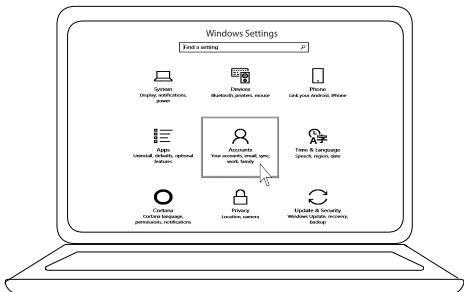 Windows Settings
Find a setting
System
Display, notifications,
power
Devices
Bluetooth, printers, mouse
Phone
Link your Android, iPhone
Apps
Uninstall, defaults, optional
features
Accounts
Your accounts, email, sync,
work, family
Time & Language
Speech, region, date
Cortana
Cortana language,
permissions, notifications
Privacy
Location, camera
Update & Security
Windows Update, recovery,
backup